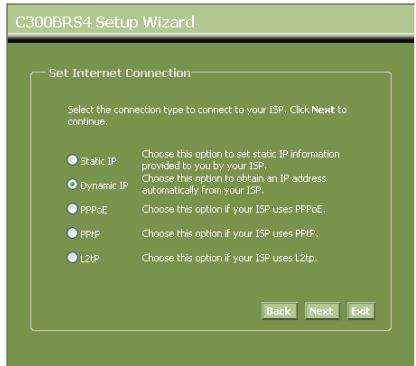 C300BRS4 Setup Wizard
Set Internet Connection
Select the connection type to connect to your ISP. Click Next to
continue.
Static IP
Choose this option to set static IP information
provided to you by your ISP.
Dynamic IP
Choose this option to obtain an IP address
automatically from your ISP.
PPPoE
Choose this option if your ISP uses PPPoE.
PPtP
Choose this option if your ISP uses PPtP.
L2tP
Choose this option if your ISP uses L2tp.
Back Next Exit